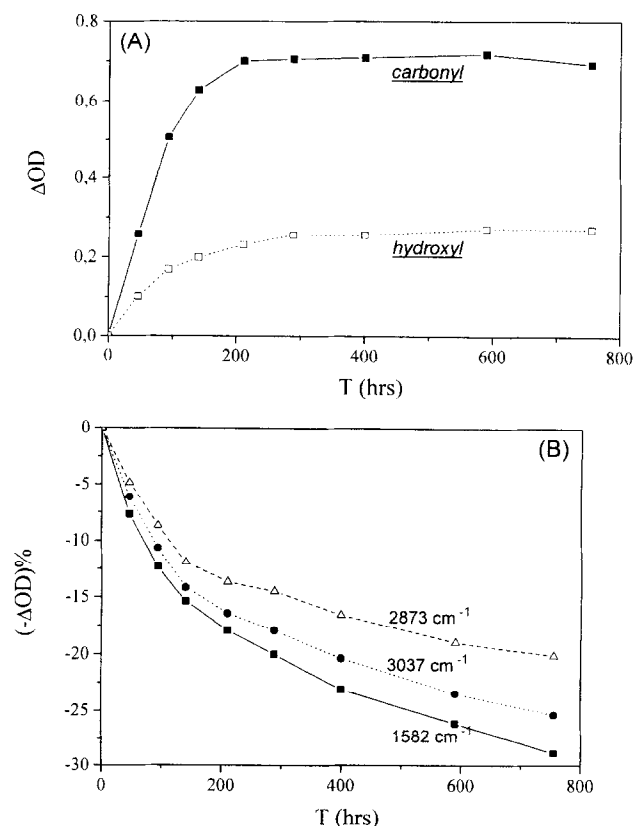 (A)
0.8
0,6
0,4
0,2
0,0
ΔOD
carbonyl
hydroxyl
0
200
400
600
800
T (hrs)
(B)
0
-5
-10
-15
-20
-25
-30
(-ΔOD)%
2873 cm⁻¹
3037 cm⁻¹
1582 cm⁻¹
0
200
400
600
800
T (hrs)